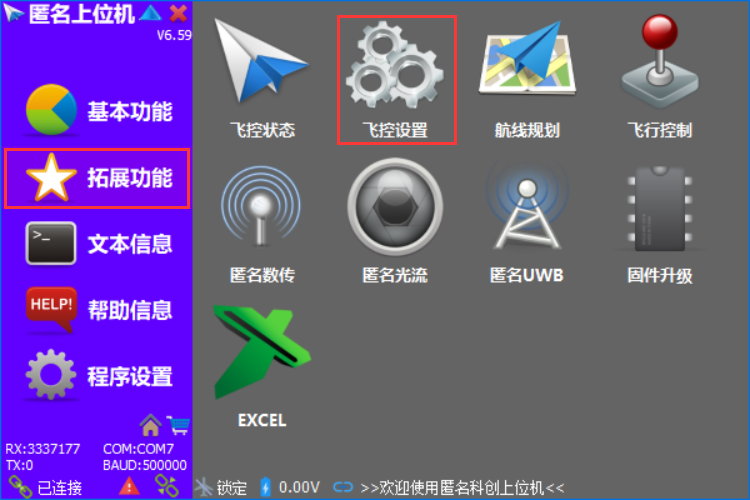 匿名上位机
V6.59
基本功能
拓展功能
>_
文本信息
HELP!
帮助信息
程序设置
RX:3337177 COM:COM7
TX:0 BAUD:500000
已连接
飞控状态 飞控设置 航线规划 飞行控制
匿名数传 匿名光流 匿名UWB 固件升级
EXCEL
锁定 0.00V >>欢迎使用匿名科创上位机<<